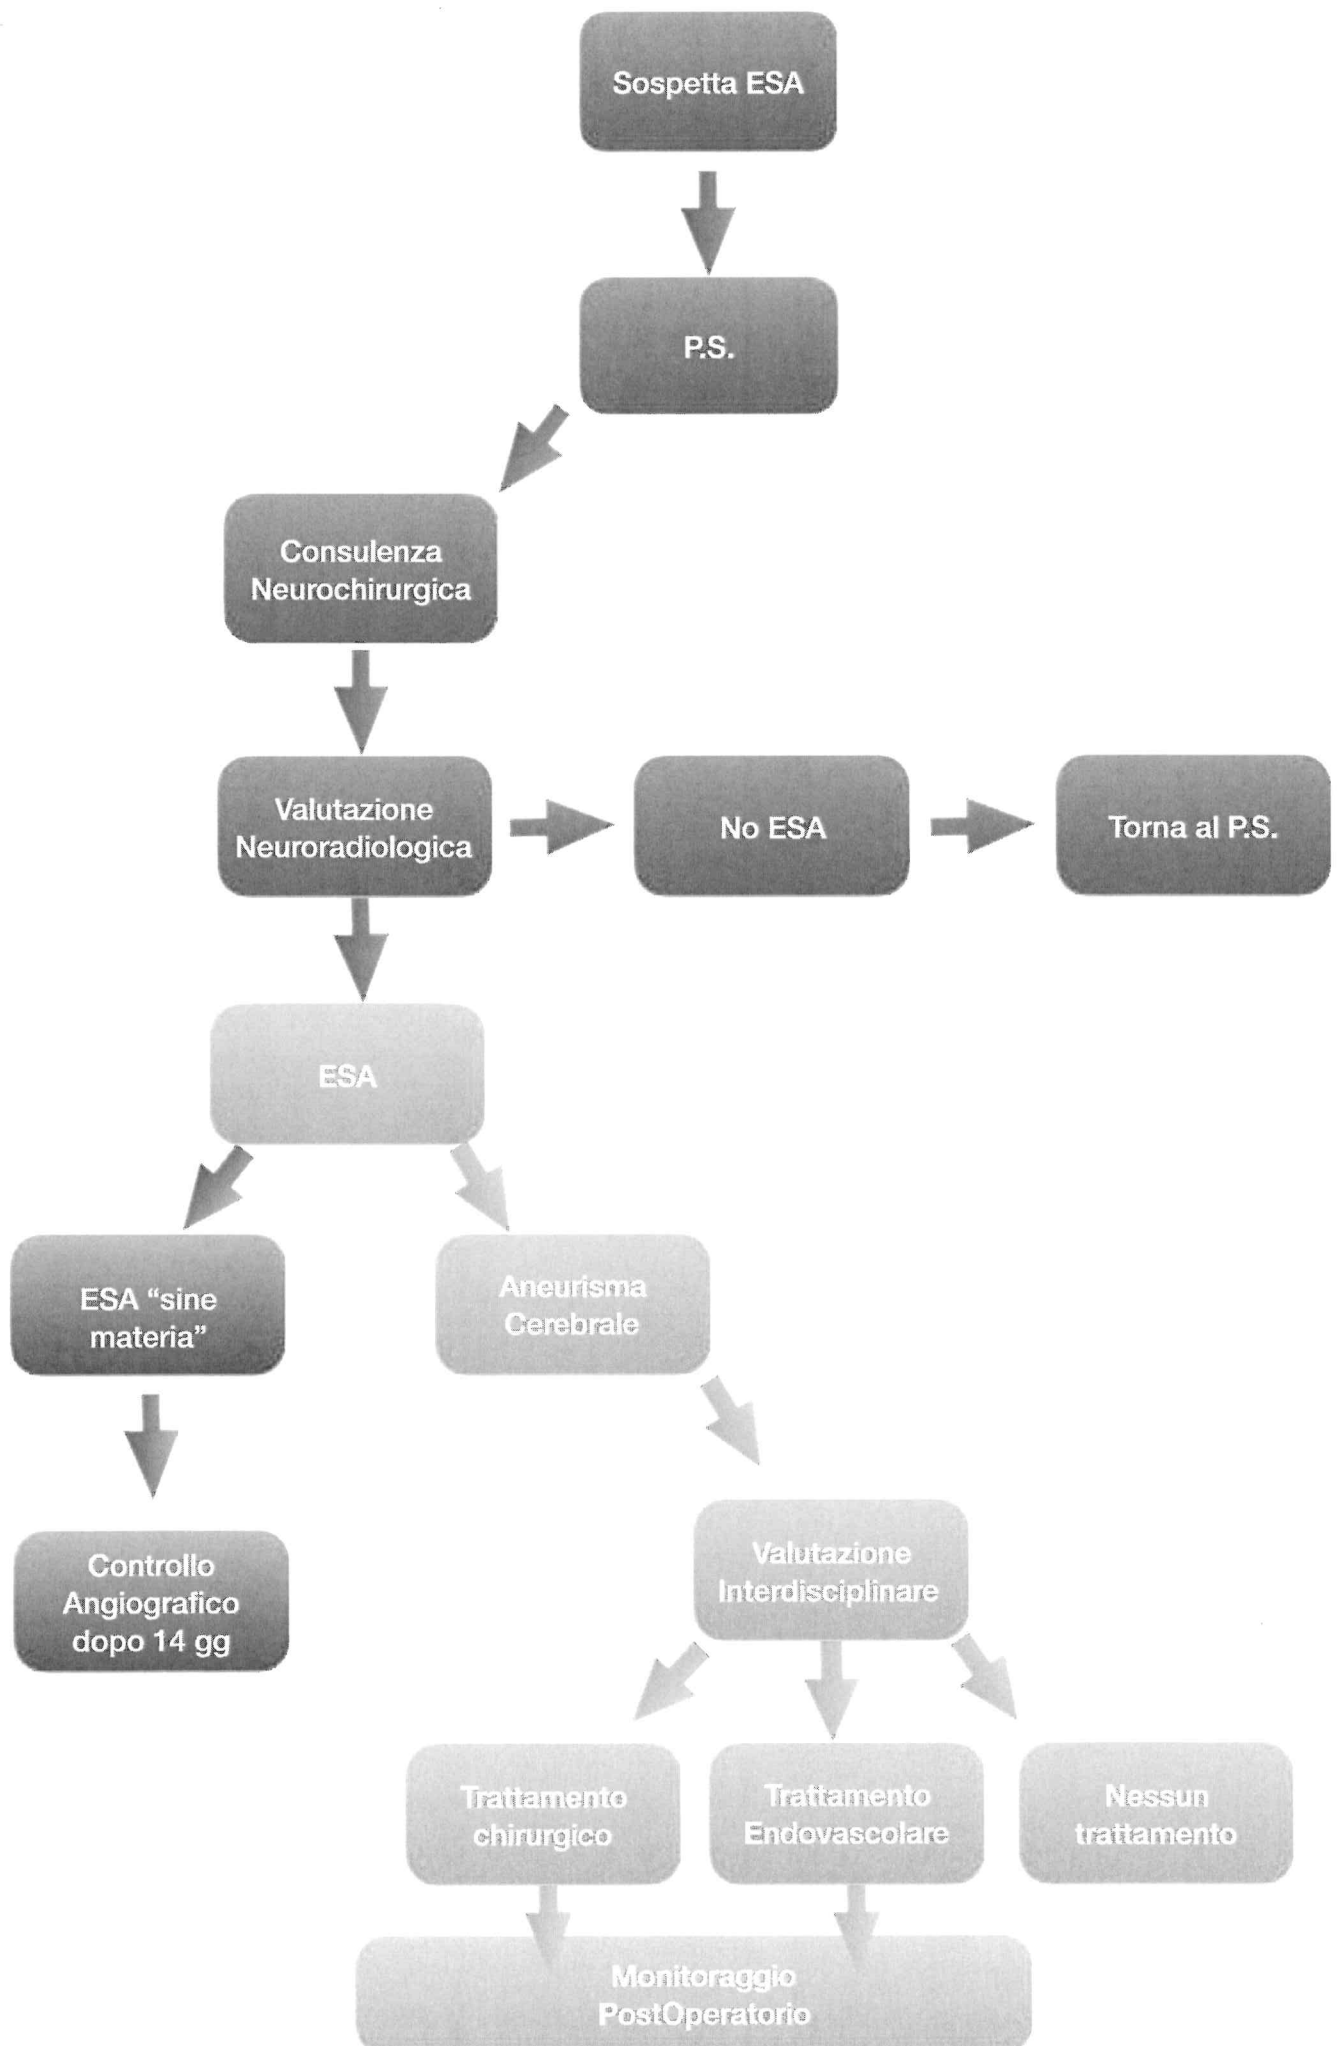 Sospetta ESA
P.S.
Consulenza
Neurochirurgica
Valutazione
Neuroradiologica
No ESA
Torna al P.S.
ESA
ESA “sine
materia”
Aneurisma
Cerebrale
Controllo
Angiografico
dopo 14 gg
Valutazione
Interdisciplinare
Trattamento
chirurgico
Trattamento
Endovascolare
Nessun
trattamento
Monitoraggio
PostOperatorio